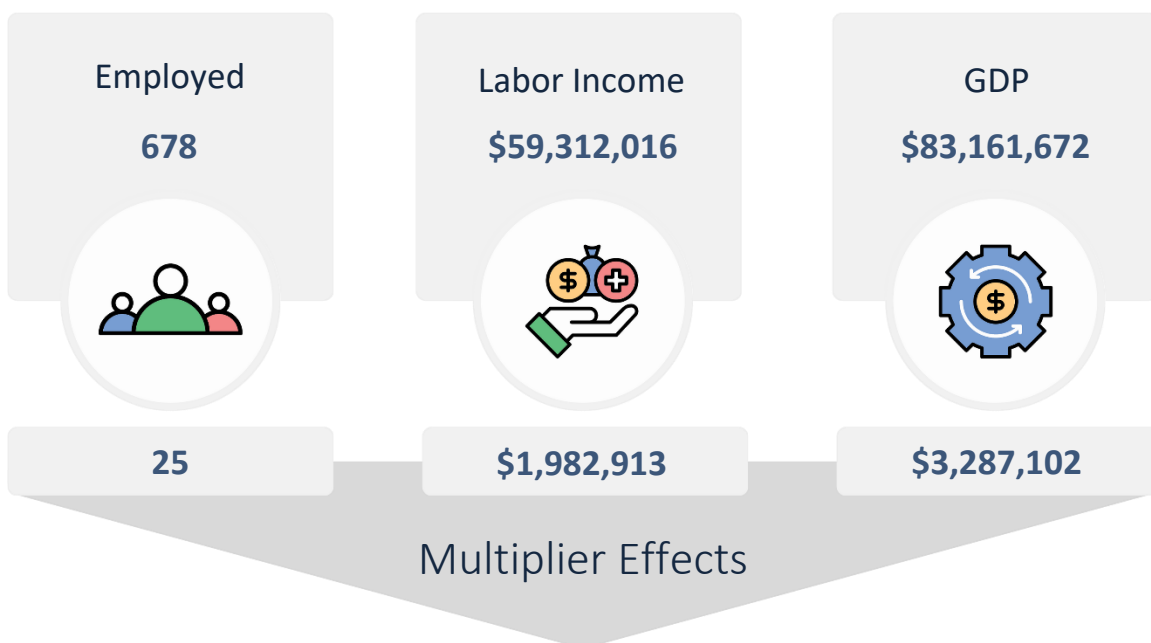 Employed
678
Labor Income
$59,312,016
GDP
$83,161,672
25
$1,982,913
$3,287,102
Multiplier Effects